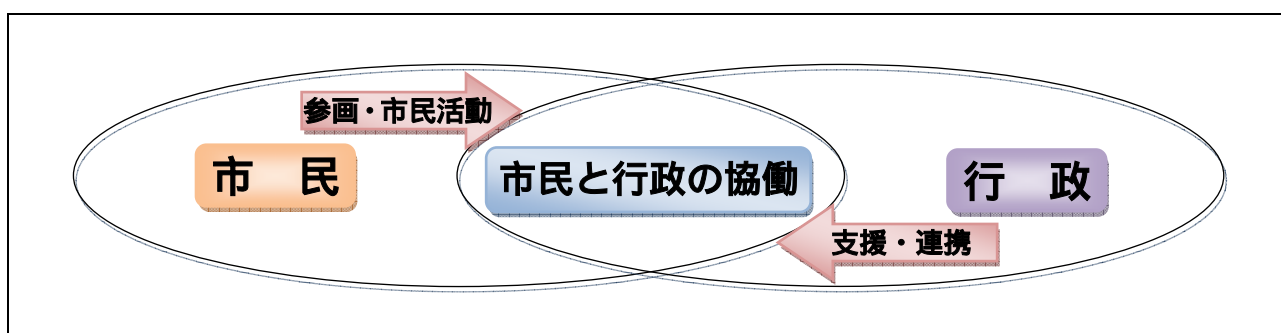 参画・市民活動
市　民
市民と行政の協働
行　政
支援・連携